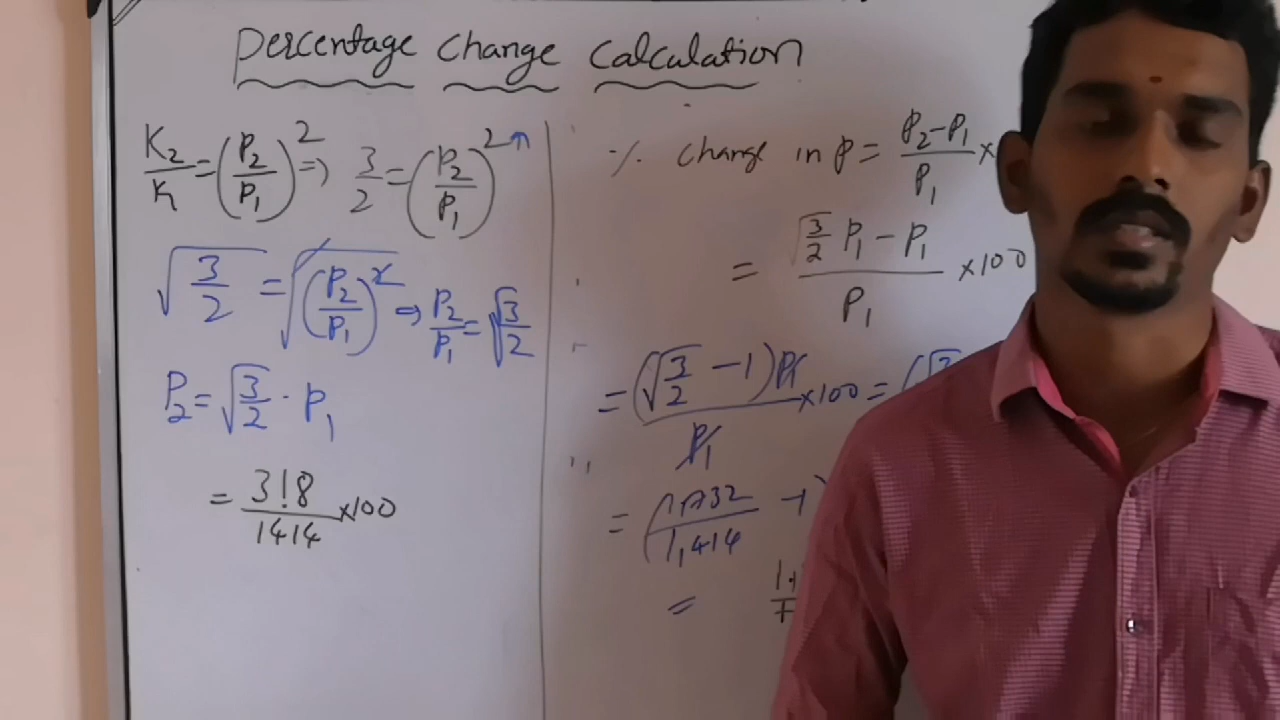 Percentage Change Calculation
K2/K = (P2/P1)^2 => 3/2 = (P2/P1)^2
√3/2 = √(P2/P1)^2 => P2/P1 = √3/2
P2 = √3/2 · P1
= 318/1414 ×100
% Change in P = P2-P1/P1 ×
= √3/2 P1 - P1/P1 ×100
= (√3/2 - 1)P1/P1 ×100 = (√3
= (1.732/1,414 - 1)
=